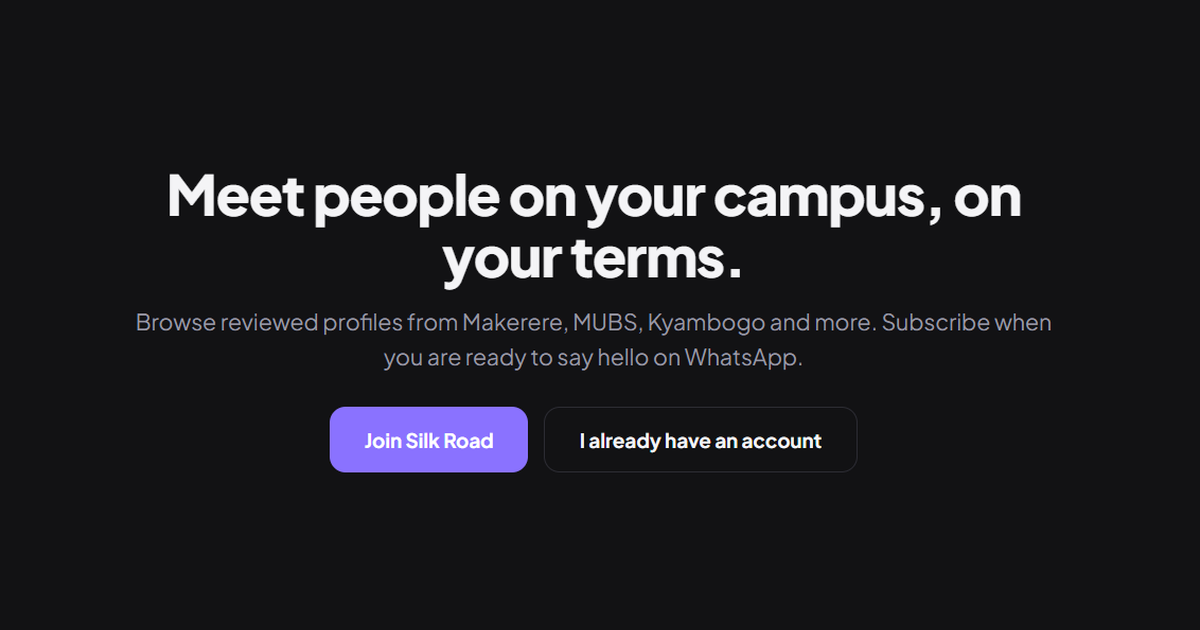 Meet people on your campus, on
your terms.
Browse reviewed profiles from Makerere, MUBS, Kyambogo and more. Subscribe when
you are ready to say hello on WhatsApp.
Join Silk Road
I already have an account